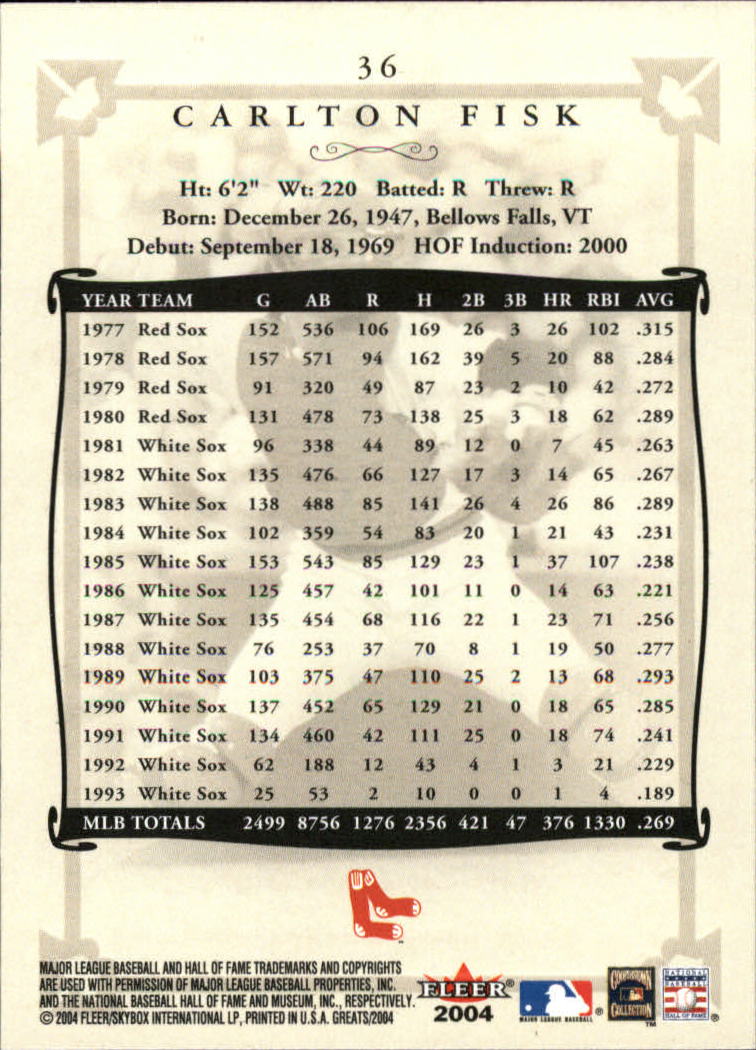 36
CARLTON FISK
Ht: 6'2" Wt: 220 Batted: R Threw: R
Born: December 26, 1947, Bellows Falls, VT
Debut: September 18, 1969 HOF Induction: 2000
YEAR TEAM G AB R H 2B 3B HR RBI AVG
1977 Red Sox 152 536 106 169 26 3 26 102 .315
1978 Red Sox 157 571 94 162 39 5 20 88 .284
1979 Red Sox 91 320 49 87 23 2 10 42 .272
1980 Red Sox 131 478 73 138 25 3 18 62 .289
1981 White Sox 96 338 44 89 12 0 7 45 .263
1982 White Sox 135 476 66 127 17 3 14 65 .267
1983 White Sox 138 488 85 141 26 4 26 86 .289
1984 White Sox 102 359 54 83 20 1 21 43 .231
1985 White Sox 153 543 85 129 23 1 37 107 .238
1986 White Sox 125 457 42 101 11 0 14 63 .221
1987 White Sox 135 454 68 116 22 1 23 71 .256
1988 White Sox 76 253 37 70 8 1 19 50 .277
1989 White Sox 103 375 47 110 25 2 13 68 .293
1990 White Sox 137 452 65 129 21 0 18 65 .285
1991 White Sox 134 460 42 111 25 0 18 74 .241
1992 White Sox 62 188 12 43 4 1 3 21 .229
1993 White Sox 25 53 2 10 0 0 1 4 .189
MLB TOTALS 2499 8756 1276 2356 421 47 376 1330 .269
MAJOR LEAGUE BASEBALL AND HALL OF FAME TRADEMARKS AND COPYRIGHTS
ARE USED WITH PERMISSION OF MAJOR LEAGUE BASEBALL PROPERTIES, INC.
AND THE NATIONAL BASEBALL HALL OF FAME AND MUSEUM, INC., RESPECTIVELY.
© 2004 FLEER/SKYBOX INTERNATIONAL LP, PRINTED IN U.S.A. GREATS/2004
FLEER®
2004
MAJOR LEAGUE BASEBALL ®
COOPERSTOWN
COLLECTION
TM
NATIONAL
BASEBALL
HALL OF FAME ®